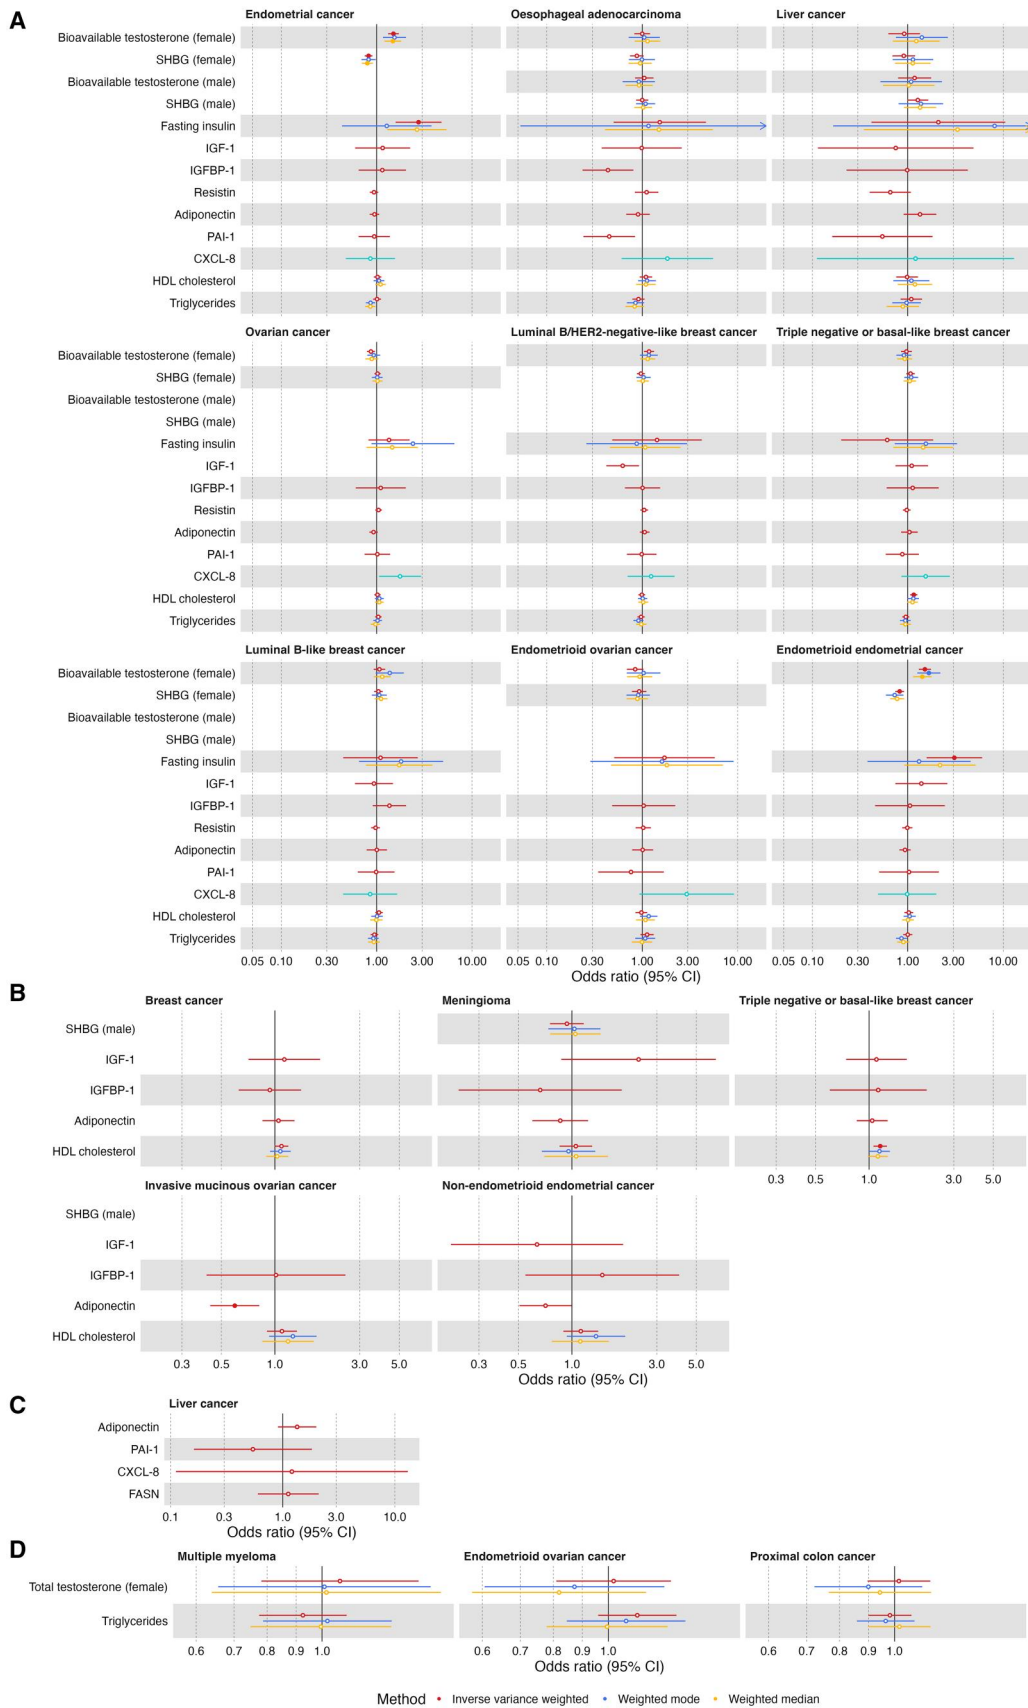 A
Endometrial cancer
Oesophageal adenocarcinoma
Liver cancer
Bioavailable testosterone (female)
SHBG (female)
Bioavailable testosterone (male)
SHBG (male)
Fasting insulin
IGF-1
IGFBP-1
Resistin
Adiponectin
PAI-1
CXCL-8
HDL cholesterol
Triglycerides
Ovarian cancer
Luminal B/HER2-negative-like breast cancer
Triple negative or basal-like breast cancer
Bioavailable testosterone (female)
SHBG (female)
Bioavailable testosterone (male)
SHBG (male)
Fasting insulin
IGF-1
IGFBP-1
Resistin
Adiponectin
PAI-1
CXCL-8
HDL cholesterol
Triglycerides
Luminal B-like breast cancer
Endometrioid ovarian cancer
Endometrioid endometrial cancer
Bioavailable testosterone (female)
SHBG (female)
Bioavailable testosterone (male)
SHBG (male)
Fasting insulin
IGF-1
IGFBP-1
Resistin
Adiponectin
PAI-1
CXCL-8
HDL cholesterol
Triglycerides
0.05 0.10 0.30 1.00 3.00 10.00 0.05 0.10 0.30 1.00 3.00 10.00 0.05 0.10 0.30 1.00 3.00 10.00
Odds ratio (95% CI)
B
Breast cancer
Meningioma
Triple negative or basal-like breast cancer
SHBG (male)
IGF-1
IGFBP-1
Adiponectin
HDL cholesterol
0.3 0.5 1.0 3.0 5.0
Invasive mucinous ovarian cancer
Non-endometrioid endometrial cancer
SHBG (male)
IGF-1
IGFBP-1
Adiponectin
HDL cholesterol
0.3 0.5 1.0 3.0 5.0 0.3 0.5 1.0 3.0 5.0
Odds ratio (95% CI)
C
Liver cancer
Adiponectin
PAI-1
CXCL-8
FASN
0.1 0.3 1.0 3.0 10.0
Odds ratio (95% CI)
D
Multiple myeloma
Endometrioid ovarian cancer
Proximal colon cancer
Total testosterone (female)
Triglycerides
0.6 0.7 0.8 0.9 1.0 0.6 0.7 0.8 0.9 1.0 0.6 0.7 0.8 0.9 1.0
Odds ratio (95% CI)
Method Inverse variance weighted Weighted mode Weighted median